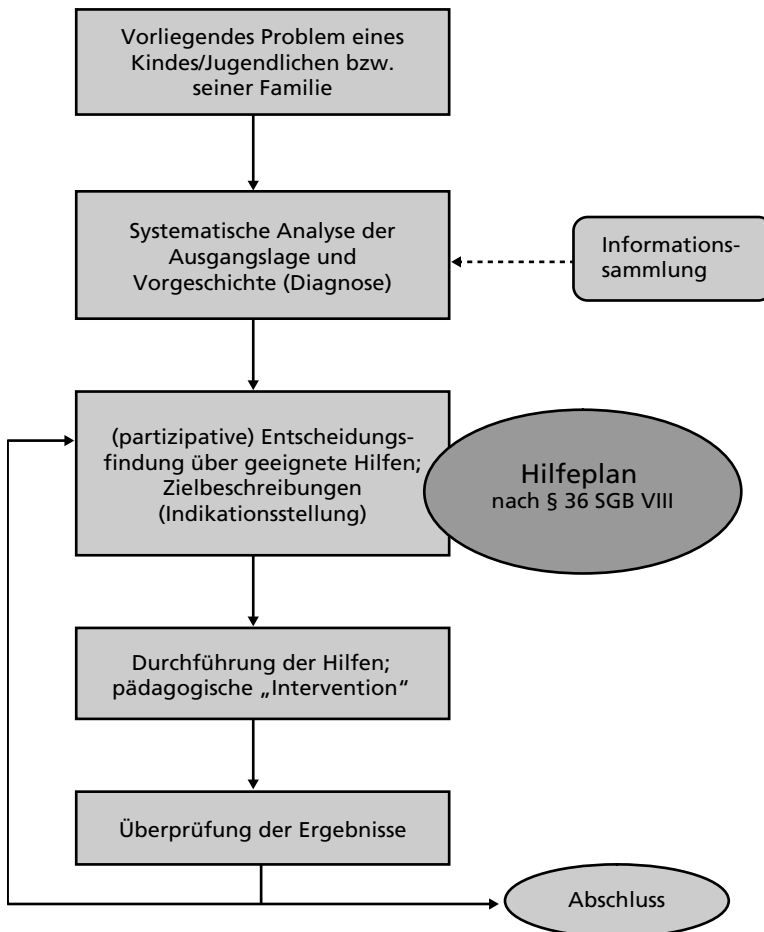 Vorliegendes Problem eines
Kindes/Jugendlichen bzw.
seiner Familie
Systematische Analyse der
Ausgangslage und
Vorgeschichte (Diagnose)
Informations-
sammlung
(partizipative) Entscheidungs-
findung über geeignete Hilfen;
Zielbeschreibungen
(Indikationsstellung)
Hilfeplan
nach § 36 SGB VIII
Durchführung der Hilfen;
pädagogische „Intervention“
Überprüfung der Ergebnisse
Abschluss